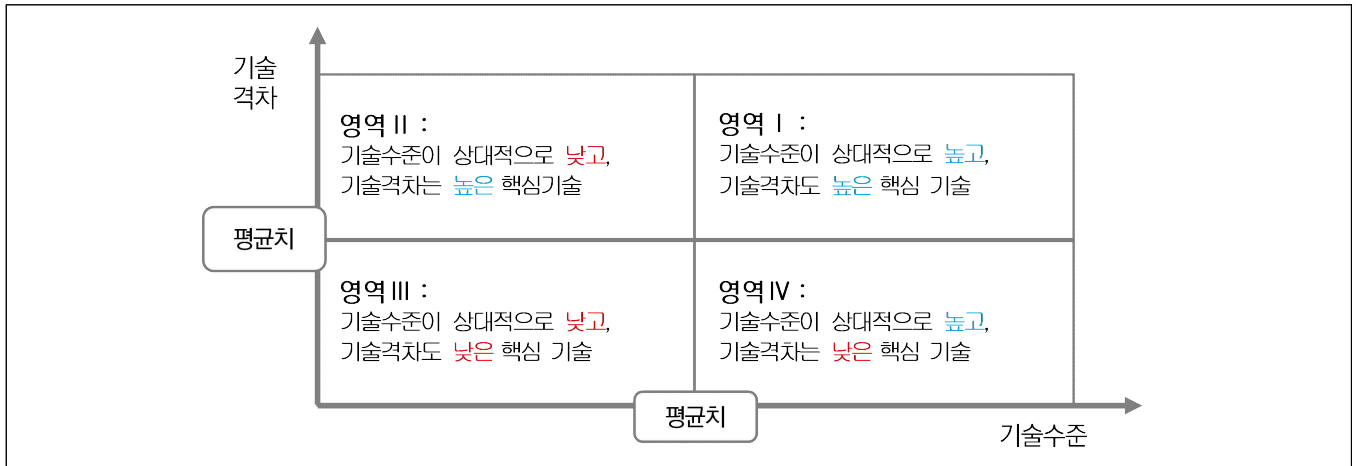 기술
격차
영역 Ⅱ :
기술수준이 상대적으로 낮고,
기술격차는 높은 핵심기술
영역 Ⅰ :
기술수준이 상대적으로 높고,
기술격차도 높은 핵심 기술
평균치
영역Ⅲ :
기술수준이 상대적으로 낮고,
기술격차도 낮은 핵심 기술
영역Ⅳ :
기술수준이 상대적으로 높고,
기술격차는 낮은 핵심 기술
평균치
기술수준